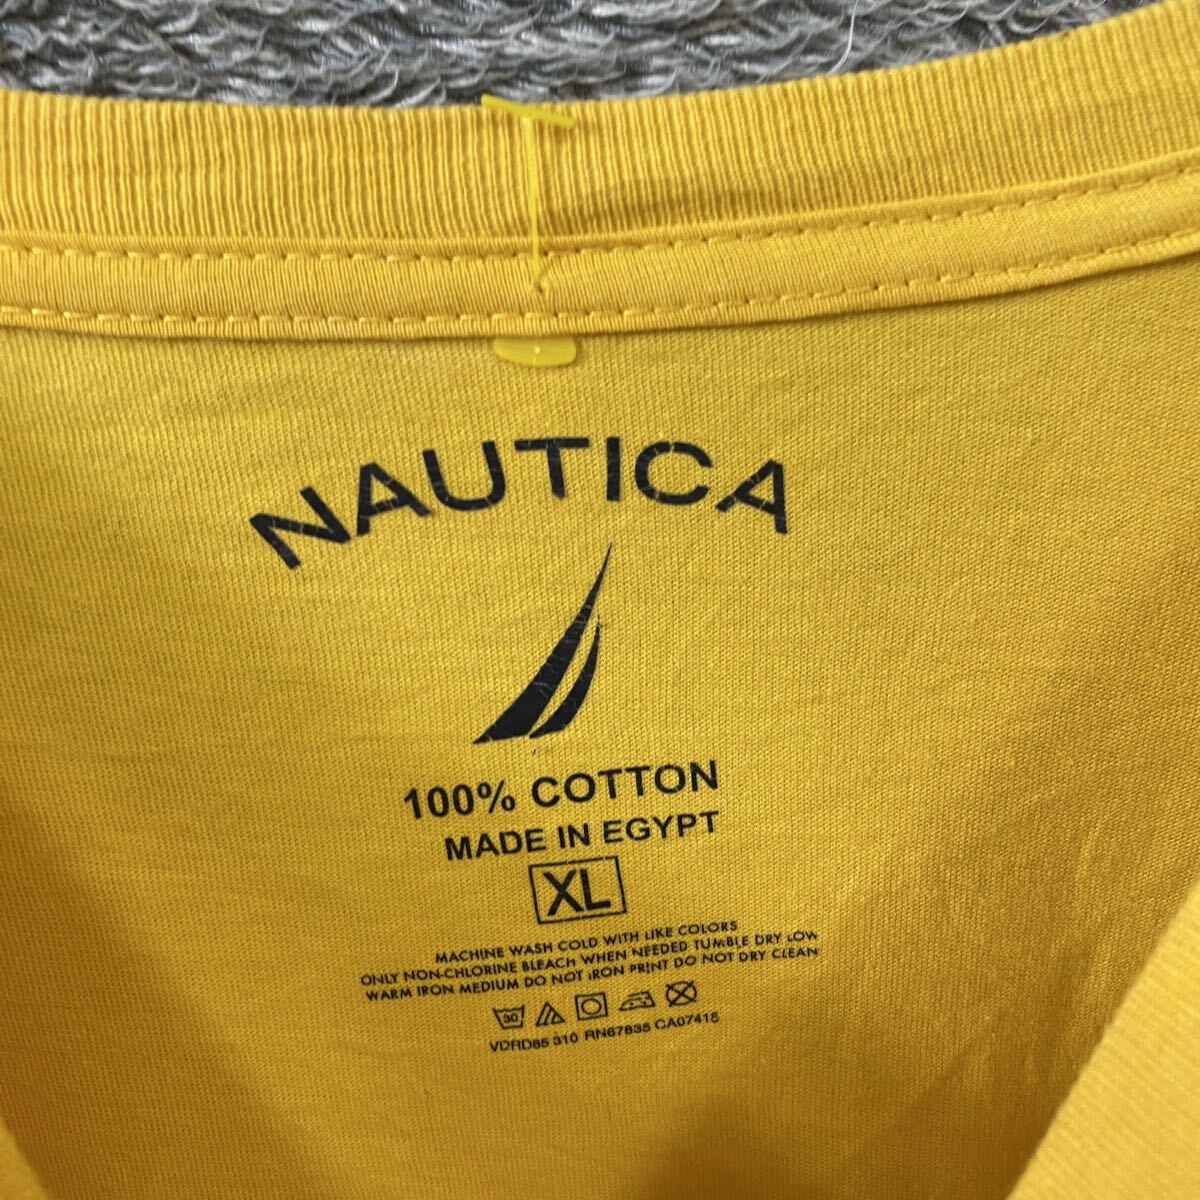 NAUTICA
100% COTTON
MADE IN EGYPT
XL
MACHINE WASH COLD WITH LIKE COLORS
ONLY NON-CHLORINE BLEACH WHEN NEEDED TUMBLE DRY LOW
WARM IRON MEDIUM DO NOT IRON PRINT DO NOT DRY CLEAN
30
VDRD85 310 RN67835 CA07415